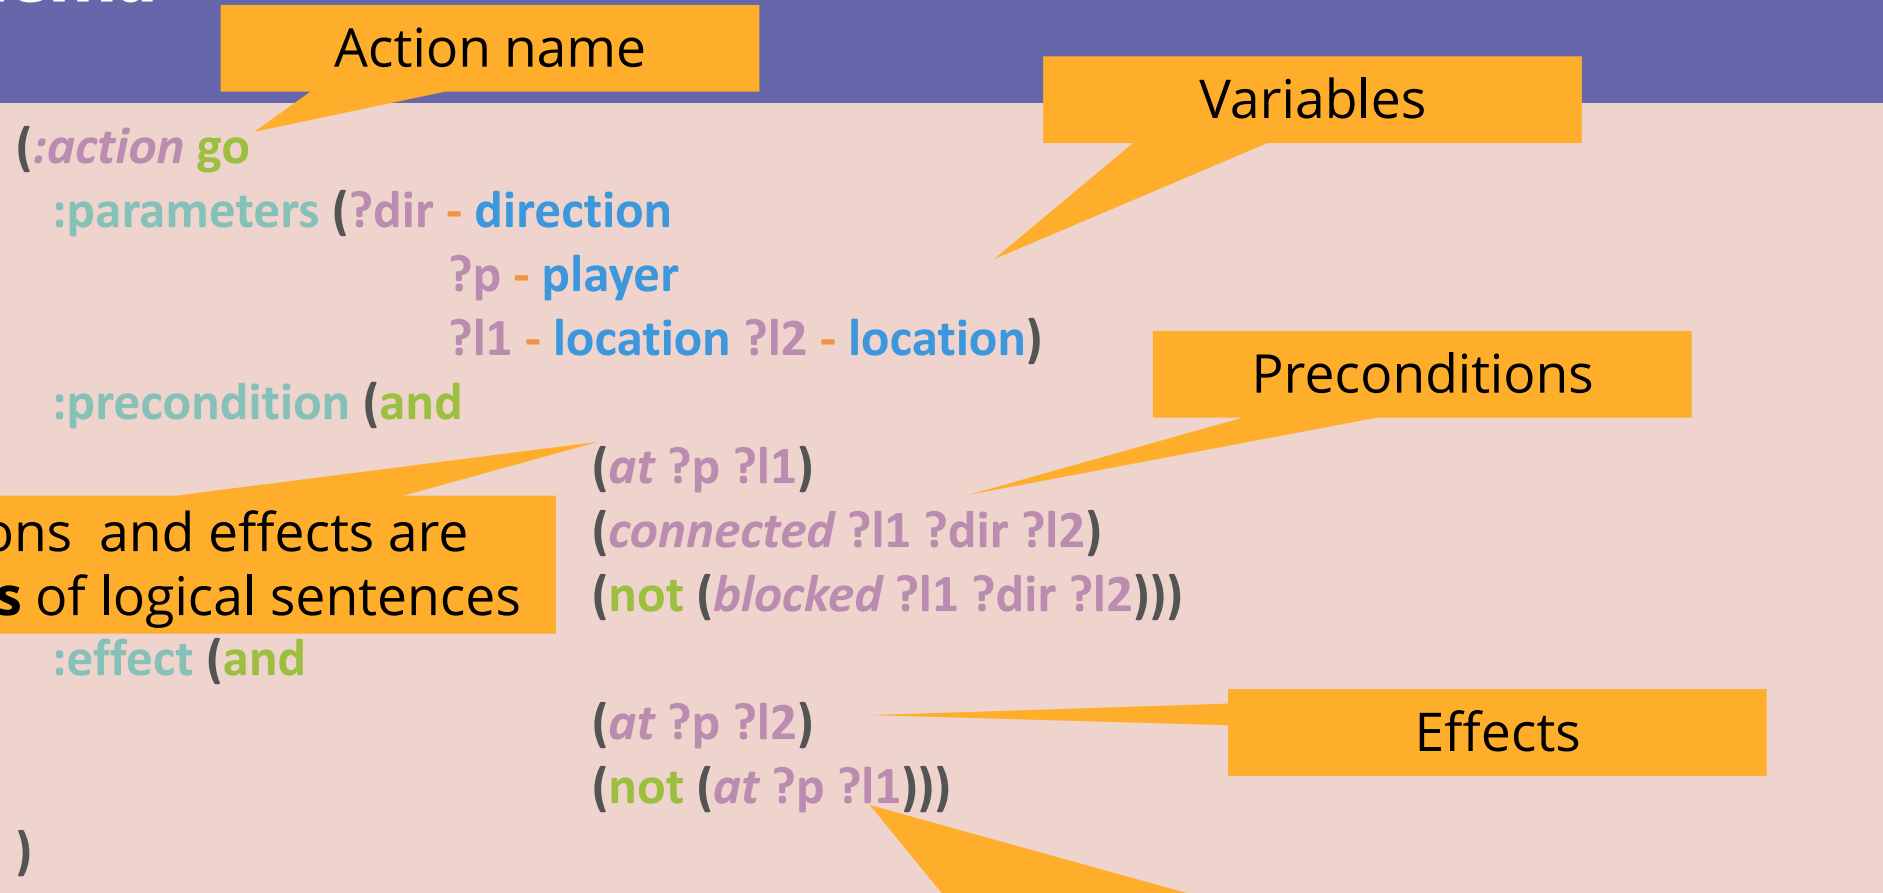 Action name
Variables
(:action go
:parameters (?dir - direction
?p - player
?l1 - location ?l2 - location)
Preconditions
:precondition (and
(at ?p ?l1)
and effects are
(connected ?l1 ?dir ?l2)
of logical sentences
(not (blocked ?l1 ?dir ?l2)))
:effect (and
(at ?p ?l2)
Effects
(not (at ?p ?l1)))
)